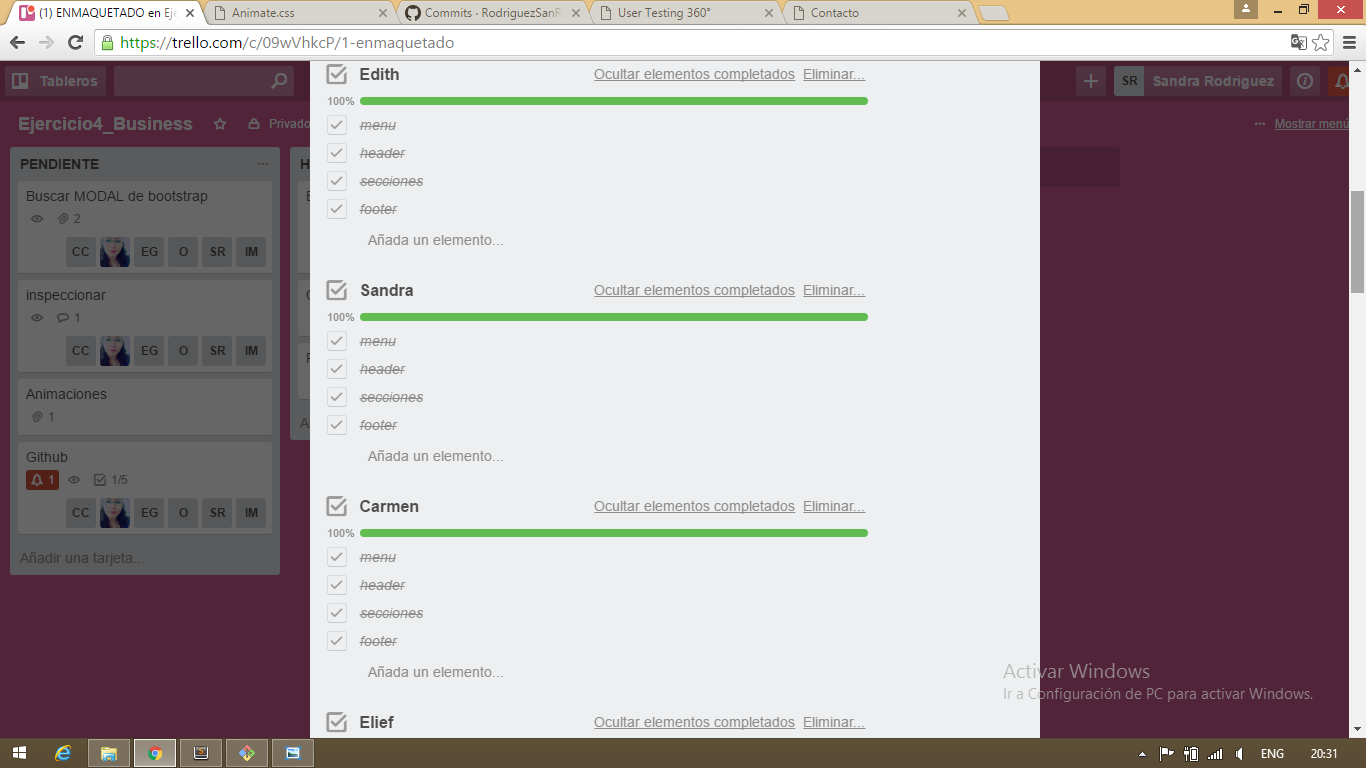 (1) ENMAQUETADO en Eje
Animate.css
Commits · RodriguezSanR
User Testing 360°
Contacto
https://trello.com/c/09wVhkcP/1-enmaquetado
Tableros
SR Sandra Rodriguez
Ejercicio4_Business
Privado
Mostrar menú
PENDIENTE
Buscar MODAL de bootstrap
2
CC EG O SR IM
inspeccionar
1
CC EG O SR IM
Animaciones
1
Github
1 1/5
CC EG O SR IM
Añadir una tarjeta...
Edith Ocultar elementos completados Eliminar...
100%
menu
header
secciones
footer
Añada un elemento...
Sandra Ocultar elementos completados Eliminar...
100%
menu
header
secciones
footer
Añada un elemento...
Carmen Ocultar elementos completados Eliminar...
100%
menu
header
secciones
footer
Añada un elemento...
Elief Ocultar elementos completados Eliminar...
Activar Windows
Ir a Configuración de PC para activar Windows.
ENG 20:31